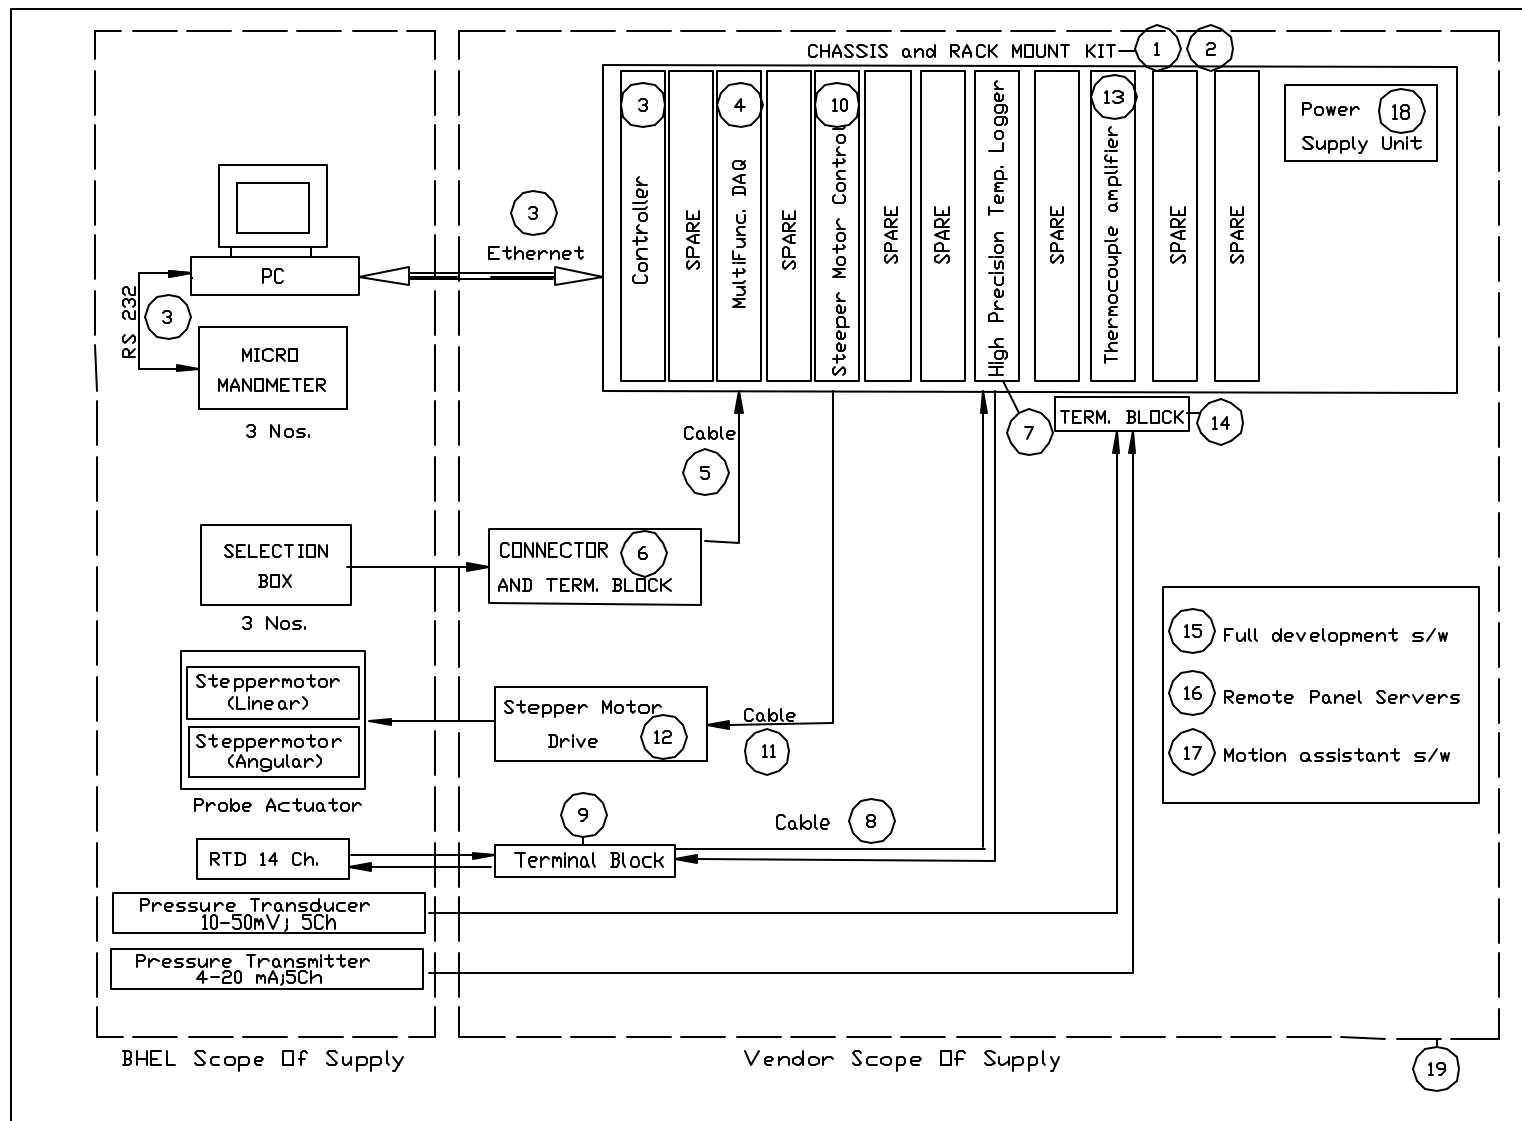 CHASSIS and RACK MOUNT KIT
1
2
3
Controller
SPARE
4
MultiFunc. DAQ
SPARE
10
Steeper Motor Control
SPARE
SPARE
High Precision Temp. Logger
SPARE
13
Thermocouple amplifier
SPARE
SPARE
Power
18
Supply Unit
3
Ethernet
PC
RS 232
3
MICRO
MANOMETER
3 Nos.
7
TERM. BLOCK
14
Cable
5
SELECTION
BOX
3 Nos.
CONNECTOR
6
AND TERM. BLOCK
15 Full development s/w
16 Remote Panel Servers
17 Motion assistant s/w
Steppermotor
(Linear)
Steppermotor
(Angular)
Probe Actuator
Stepper Motor
Drive
12
Cable
11
9
Cable
8
RTD 14 Ch.
Terminal Block
Pressure Transducer
10-50mV; 5Ch
Pressure Transmitter
4-20 mA;5Ch
BHEL Scope Of Supply
Vendor Scope Of Supply
19